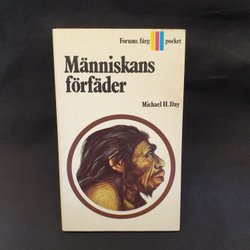 Forums färg pocket
Människans
förfäder
Michael H. Day